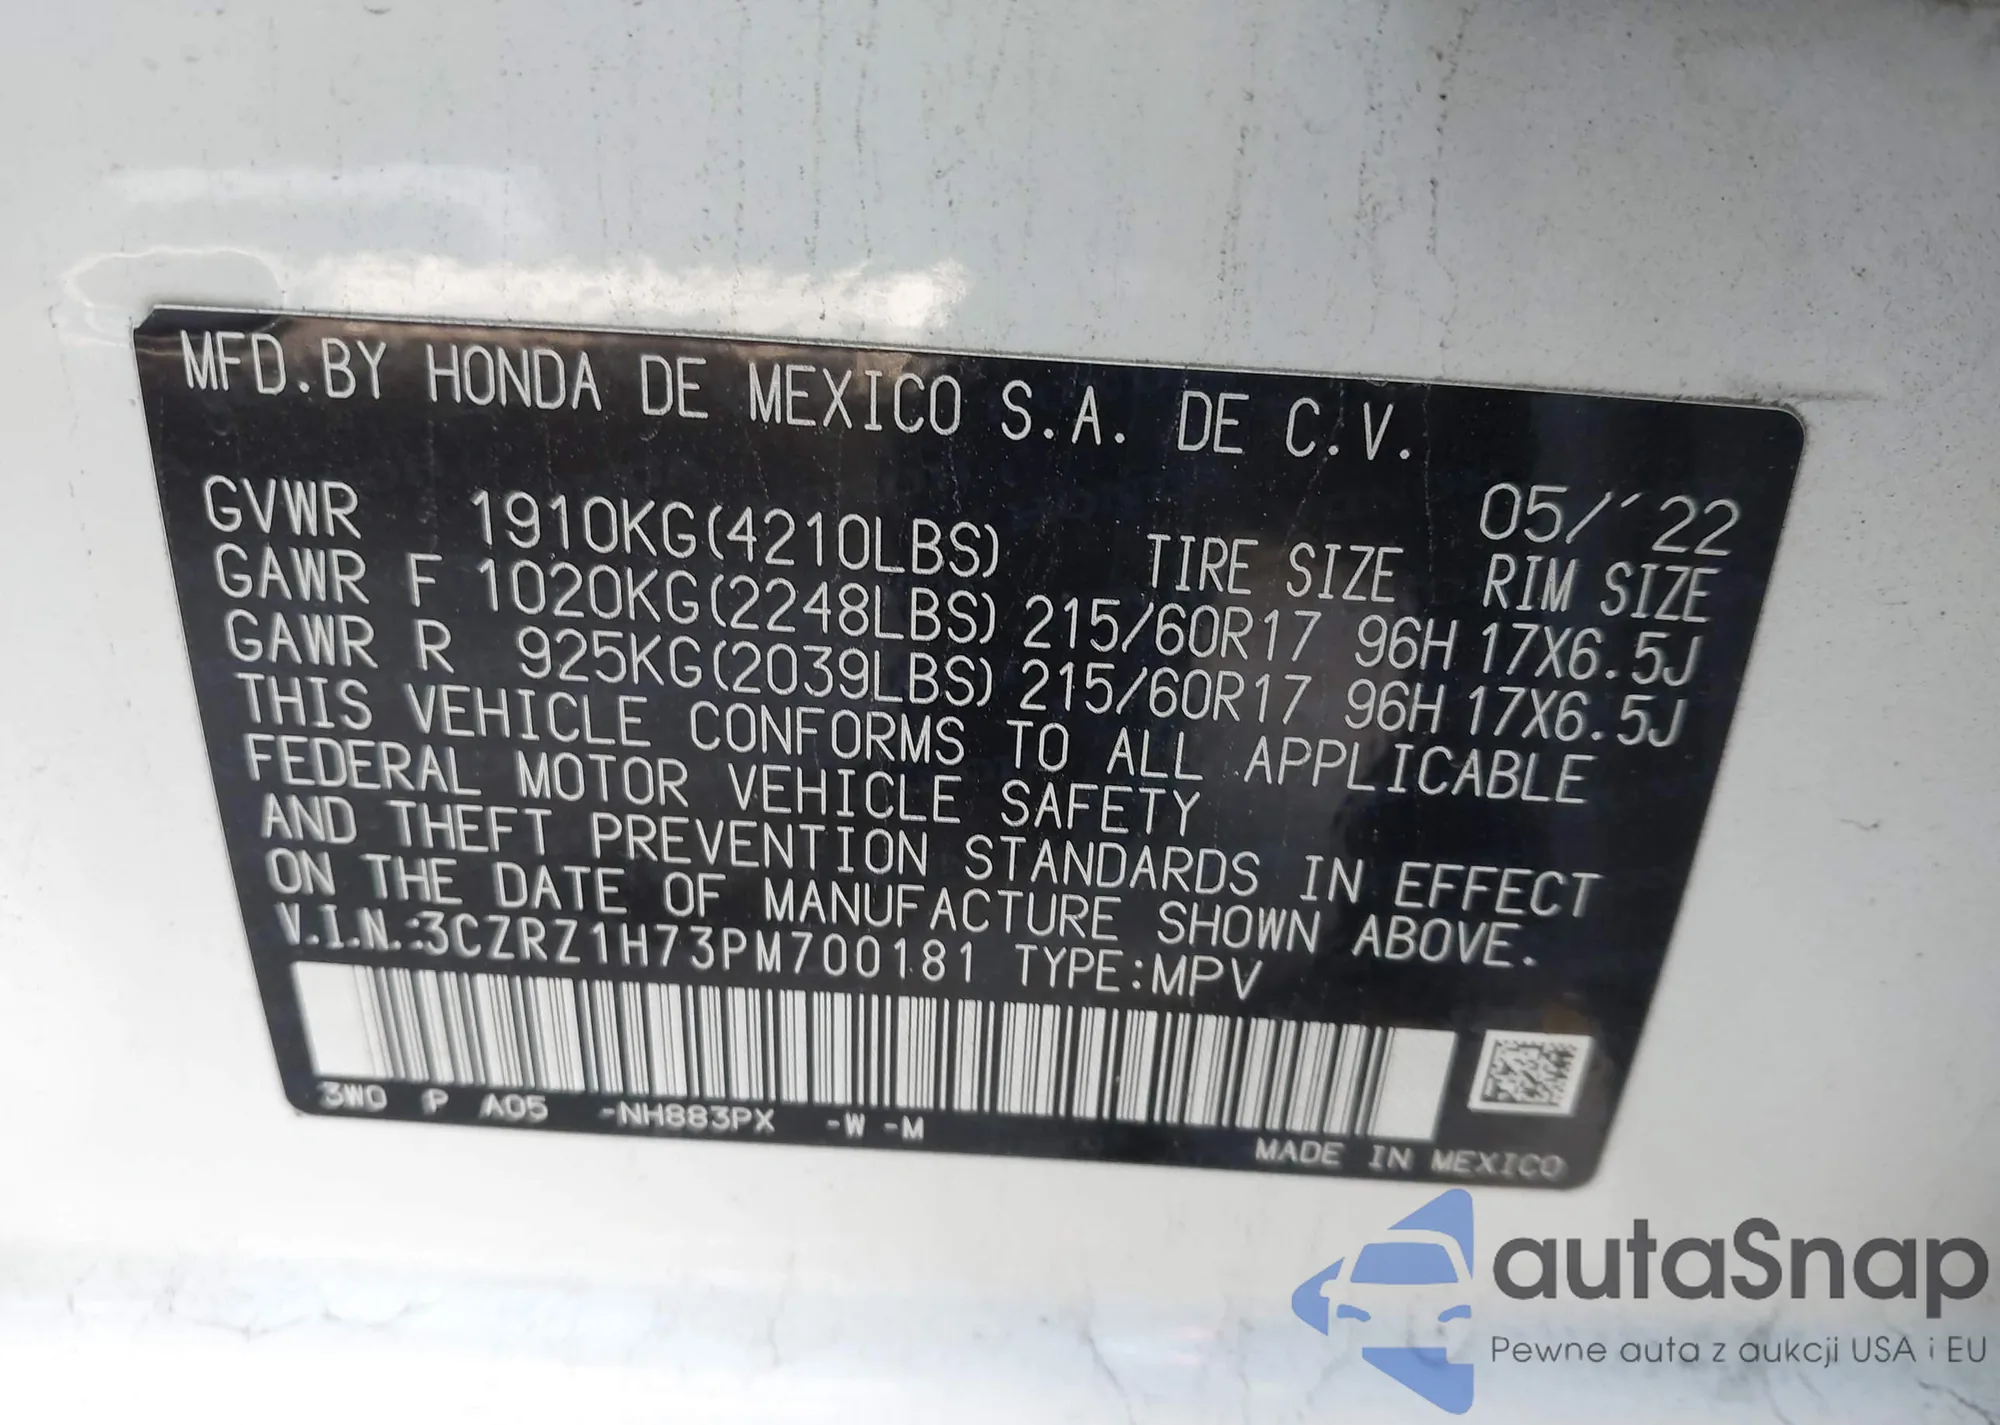 MFD.BY HONDA DE MEXICO S.A. DE C.V.
05/'22
GVWR 1910KG(4210LBS) TIRE SIZE RIM SIZE
GAWR F 1020KG(2248LBS) 215/60R17 96H 17X6.5J
GAWR R 925KG(2039LBS) 215/60R17 96H 17X6.5J
THIS VEHICLE CONFORMS TO ALL APPLICABLE
FEDERAL MOTOR VEHICLE SAFETY
AND THEFT PREVENTION STANDARDS IN EFFECT
ON THE DATE OF MANUFACTURE SHOWN ABOVE.
V.I.N.:3CZRZ1H73PM700181 TYPE:MPV
3W0 P A05 -NH883PX -W -M
MADE IN MEXICO
autaSnap
Pewne auta z aukcji USA i EU